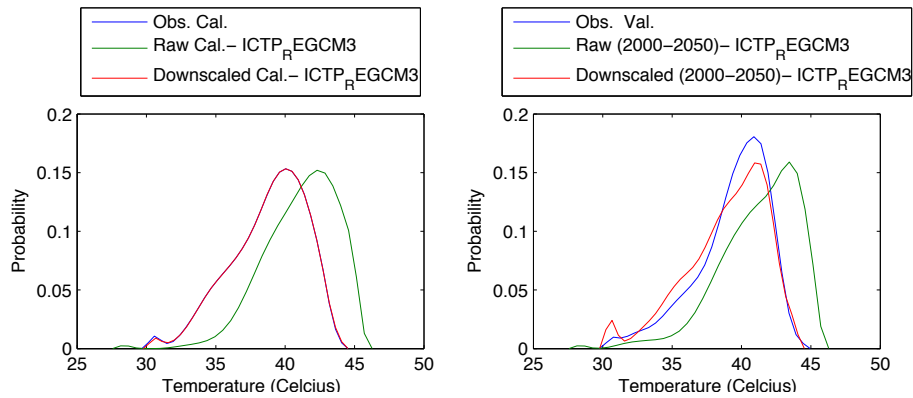 Obs. Cal.
Raw Cal.− ICTP_REGCM3
Downscaled Cal.− ICTP_REGCM3
0.2
0.15
0.1
0.05
0
Probability
25 30 35 40 45 50
Temperature (Celcius)
Obs. Val.
Raw (2000−2050)− ICTP_REGCM3
Downscaled (2000−2050)− ICTP_REGCM3
0.2
0.15
0.1
0.05
0
Probability
25 30 35 40 45 50
Temperature (Celcius)